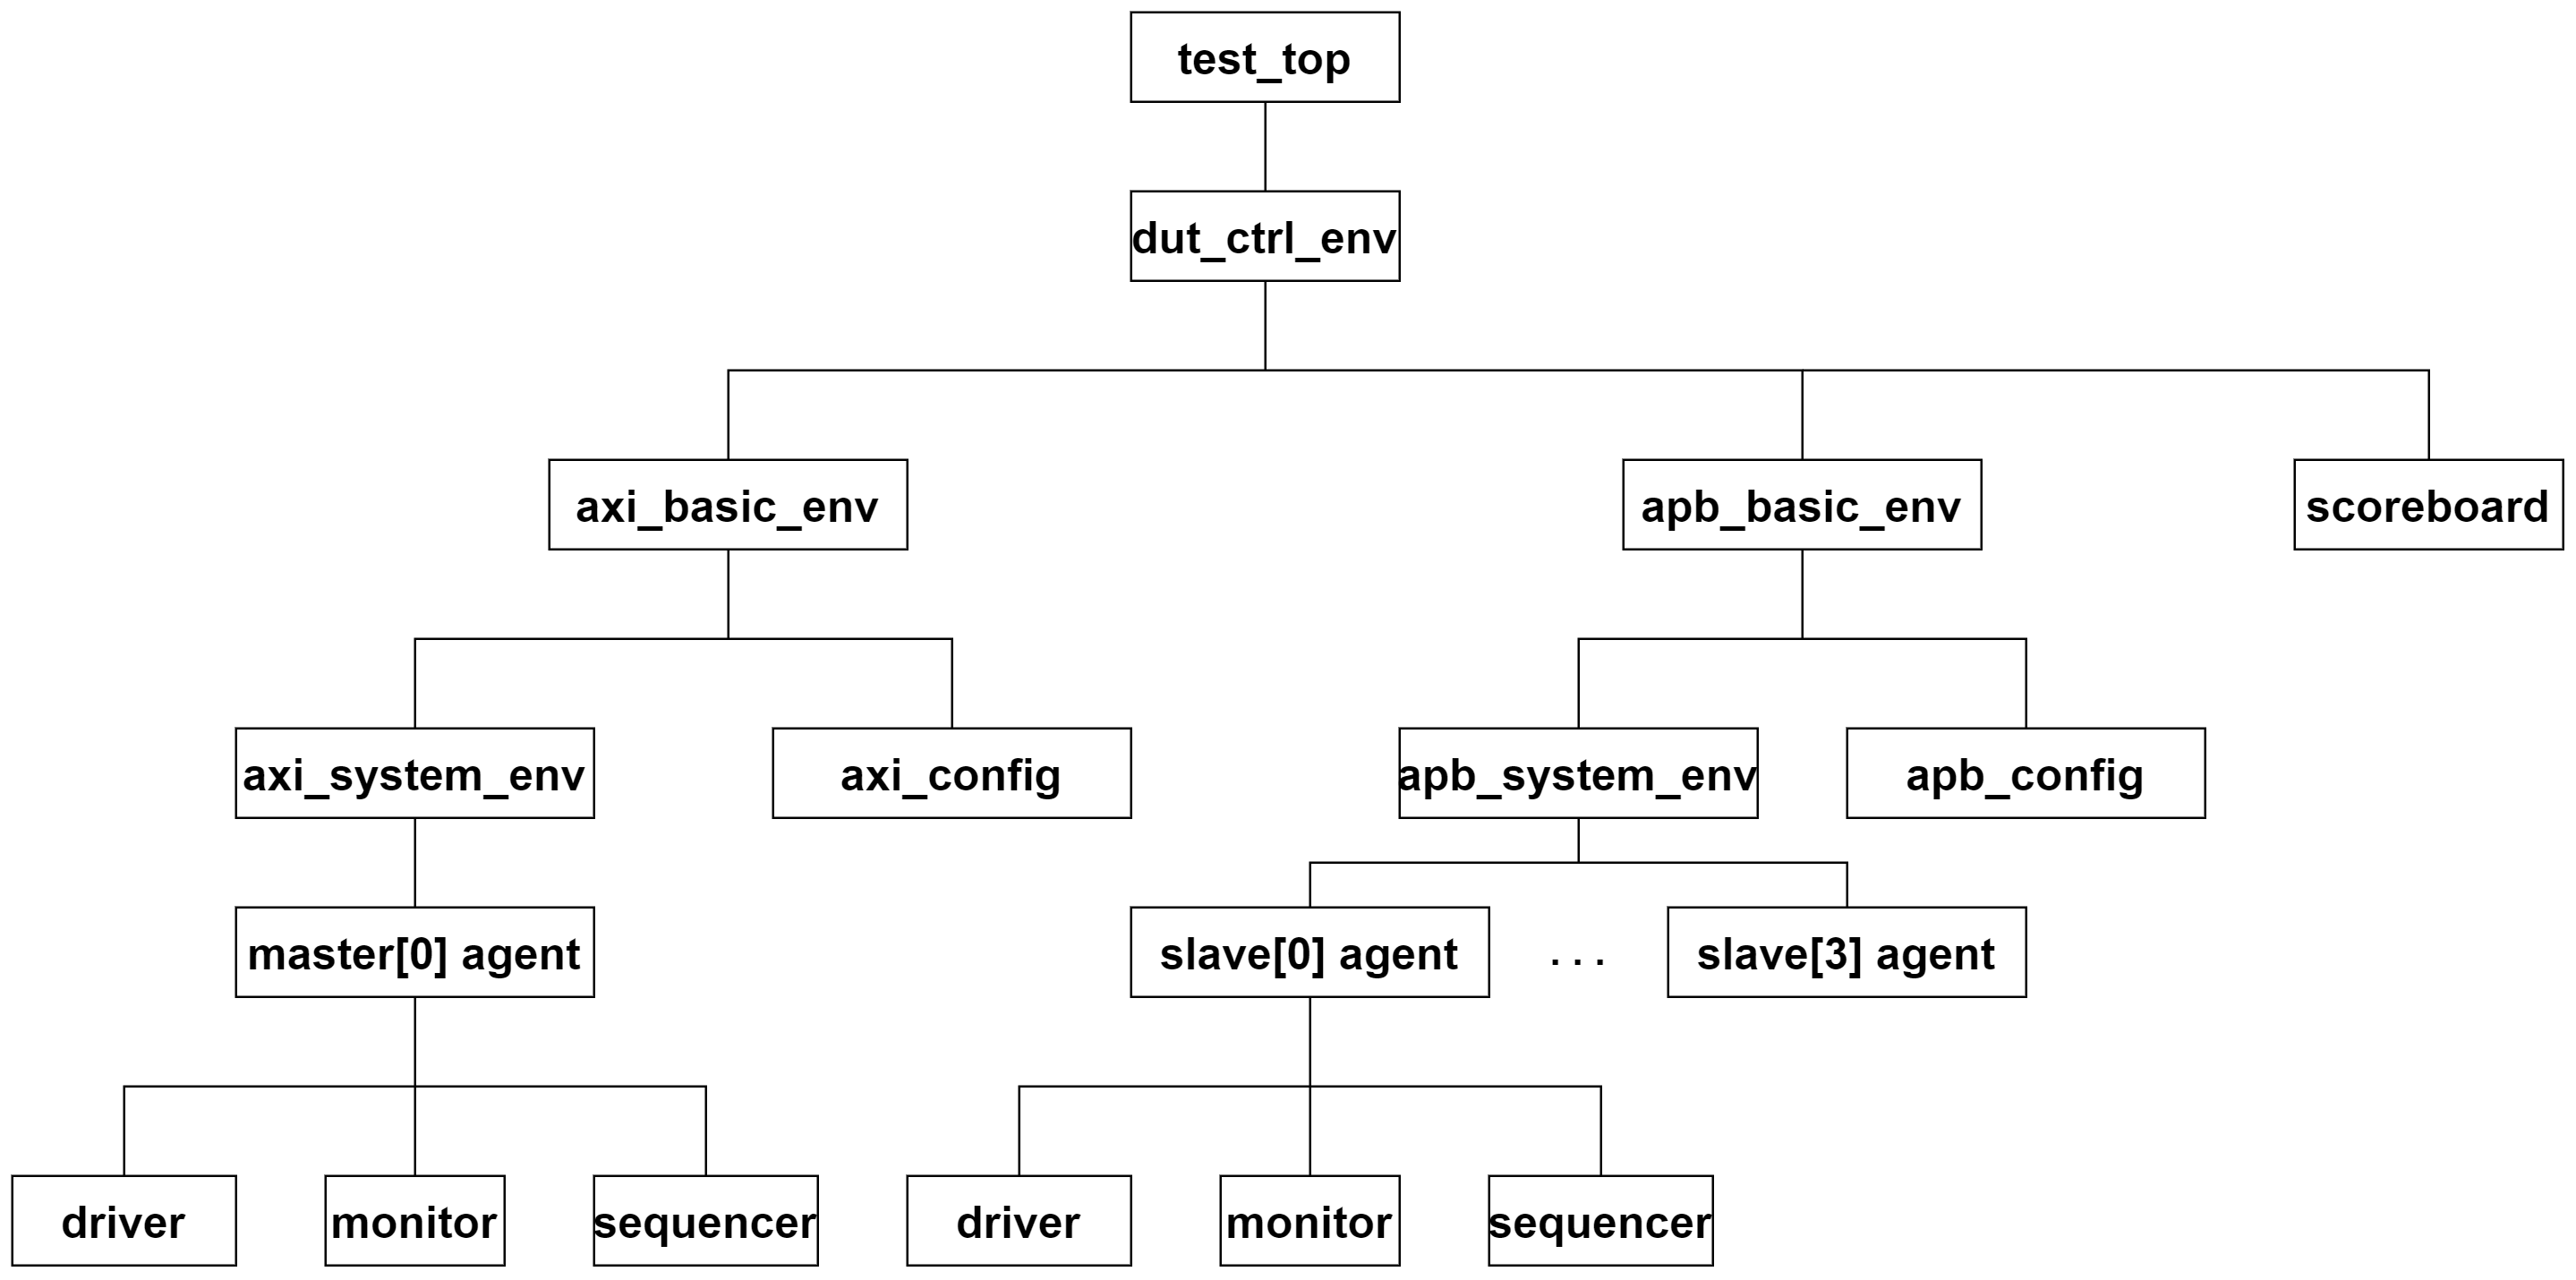 test_top
dut_ctrl_env
axi_basic_env
apb_basic_env
scoreboard
axi_system_env
axi_config
apb_system_env
apb_config
master[0] agent
slave[0] agent
. . .
slave[3] agent
driver
monitor
sequencer
driver
monitor
sequencer